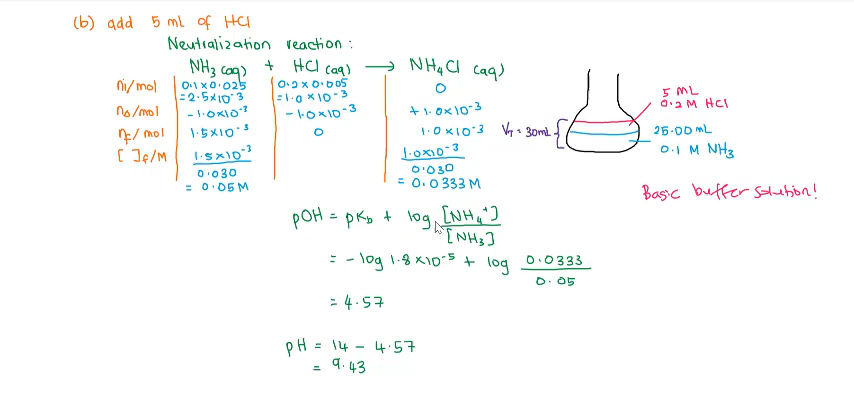 (b) add 5 mL of HCl
Neutralization reaction :
NH₃ (aq) + HCl (aq) ⟶ NH₄Cl (aq)
ni/mol 0.1×0.025 0.2×0.005 0
=2.5×10⁻³ =1.0×10⁻³
nΔ/mol -1.0×10⁻³ -1.0×10⁻³ +1.0×10⁻³
nf/mol 1.5×10⁻³ 0 1.0×10⁻³
[ ]f/M 1.5×10⁻³ 1.0×10⁻³
0.030 0.030
= 0.05M = 0.0333M
5 mL
0.2 M HCl
VT = 30mL
25.00mL
0.1 M NH₃
Basic buffer solution!
pOH = pKb + log [NH₄⁺]
[NH₃]
= -log 1.8×10⁻⁵ + log 0.0333
0.05
= 4.57
pH = 14 - 4.57
= 9.43